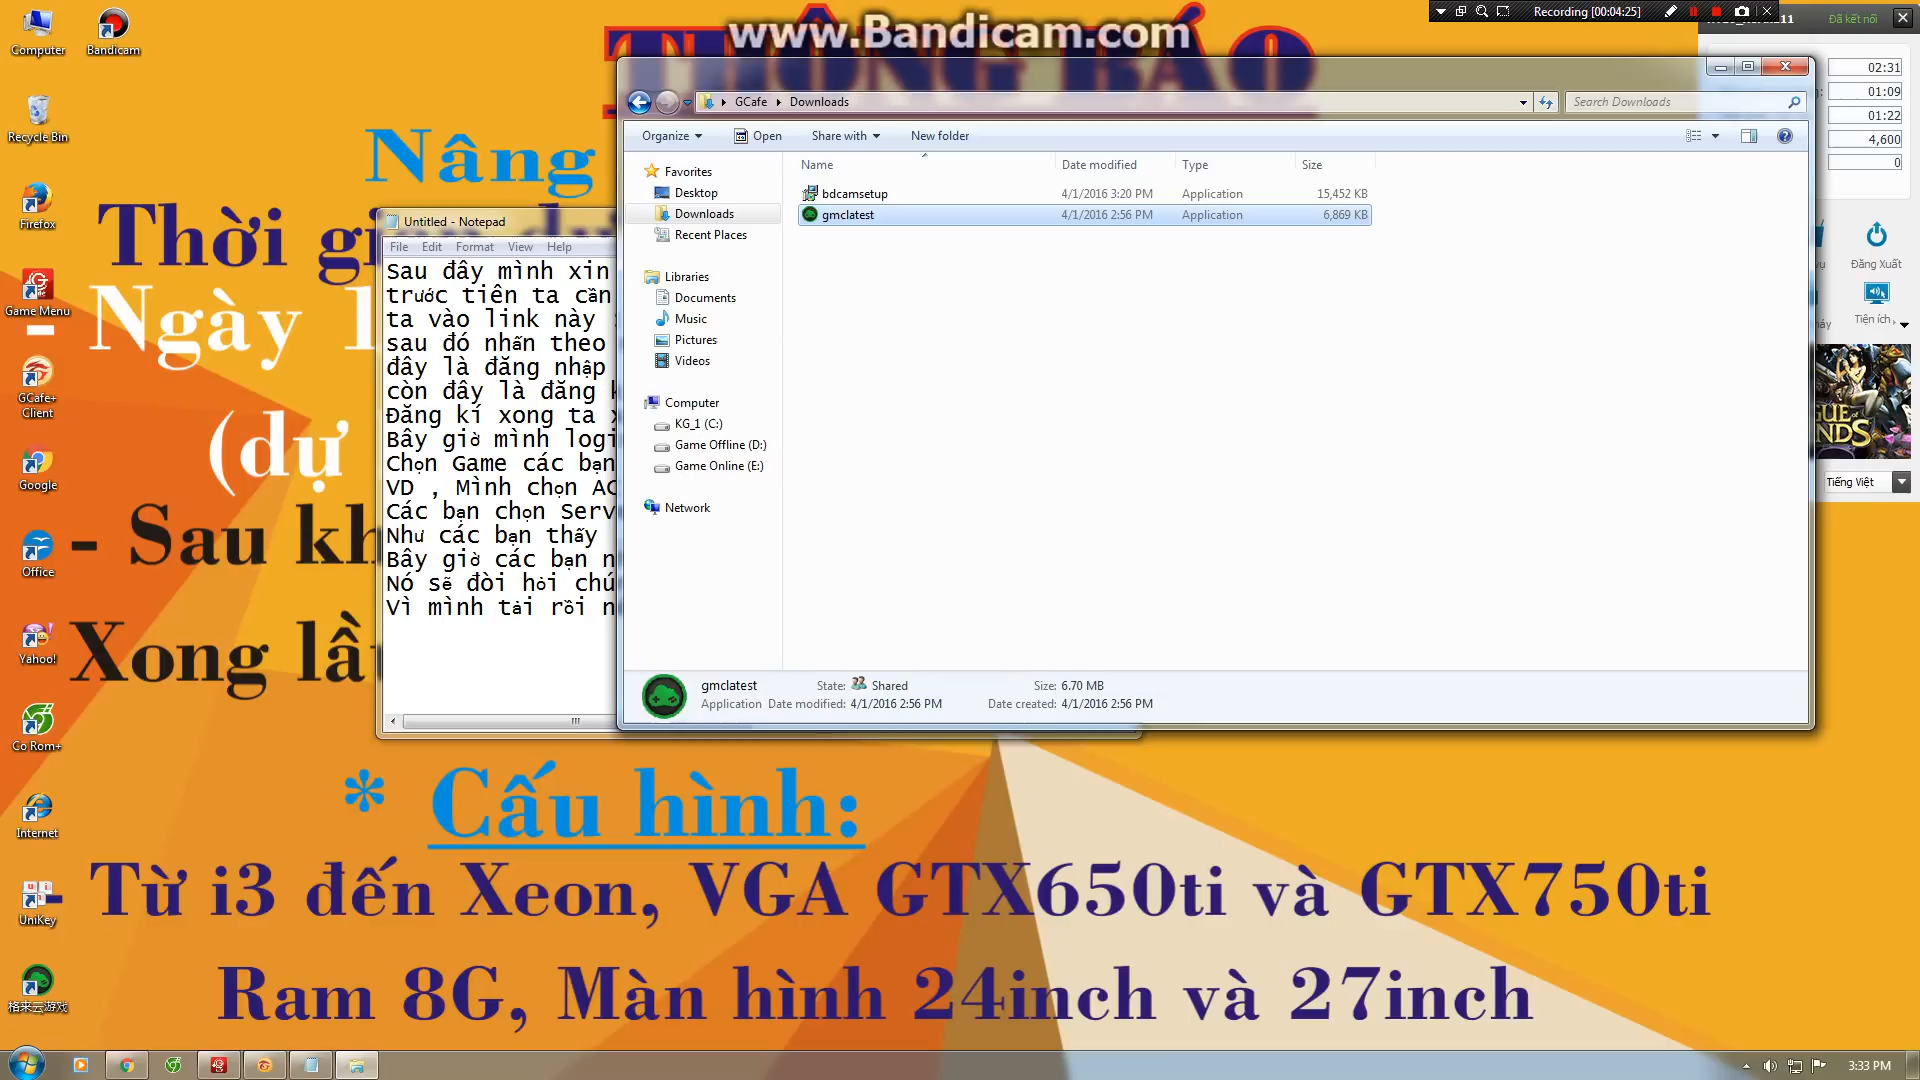 www.Bandicam.com
Recording [00:04:25]
Đã kết nối
THÔNG BÁO
Computer
Bandicam
Recycle Bin
Firefox
Game Menu
GCafe+
Client
Google
Office
Yahoo!
Co Rom+
Internet
UniKey
格来云游戏
Nâng
Thời gian
- Ngày 1
(dự
- Sau kh
Xong lầ
* Cấu hình:
- Từ i3 đến Xeon, VGA GTX650ti và GTX750ti
Ram 8G, Màn hình 24inch và 27inch
Untitled - Notepad
File Edit Format View Help
Sau đây mình xin
trước tiên ta cần
ta vào link này
sau đó nhấn theo
đây là đăng nhập
còn đây là đăng k
Đăng kí xong ta x
Bây giờ mình logi
Chọn Game các bạn
VD , Mình chọn AC
Các bạn chọn Serv
Như các bạn thấy
Bây giờ các bạn n
Nó sẽ đòi hỏi chú
Vì mình tải rồi n
GCafe Downloads
Search Downloads
Organize Open Share with New folder
Favorites
Desktop
Downloads
Recent Places
Libraries
Documents
Music
Pictures
Videos
Computer
KG_1 (C:)
Game Offline (D:)
Game Online (E:)
Network
Name Date modified Type Size
bdcamsetup 4/1/2016 3:20 PM Application 15,452 KB
gmclatest 4/1/2016 2:56 PM Application 6,869 KB
gmclatest State: Shared Size: 6.70 MB
Application Date modified: 4/1/2016 2:56 PM Date created: 4/1/2016 2:56 PM
02:31
01:09
01:22
4,600
0
Đăng Xuất
Tiện ích
Tiếng Việt
3:33 PM